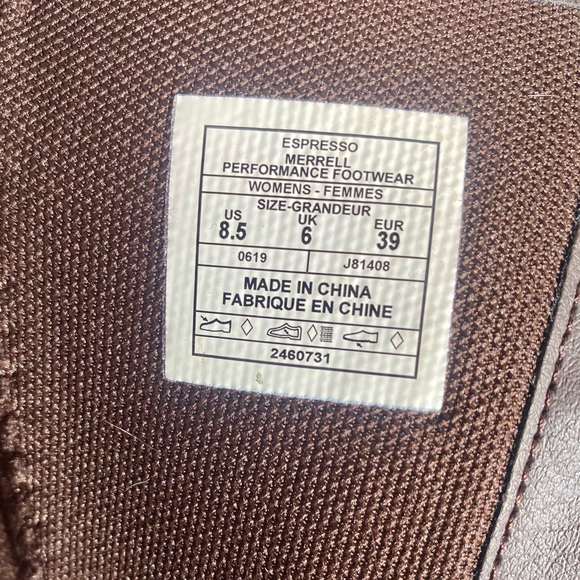 ESPRESSO
MERRELL
PERFORMANCE FOOTWEAR
WOMENS - FEMMES
SIZE-GRANDEUR
US UK EUR
8.5 6 39
0619 J81408
MADE IN CHINA
FABRIQUE EN CHINE
2460731